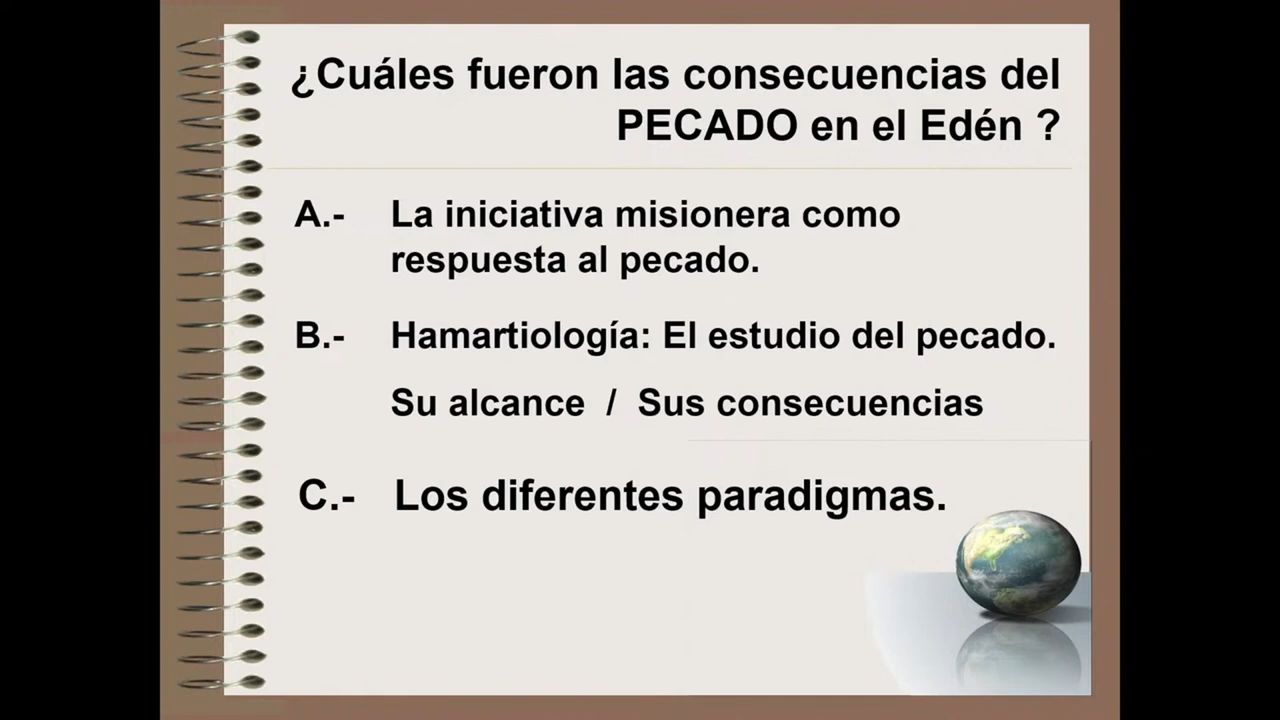 ¿Cuáles fueron las consecuencias del
PECADO en el Edén ?
A.- La iniciativa misionera como
respuesta al pecado.
B.- Hamartiología: El estudio del pecado.
Su alcance / Sus consecuencias
C.- Los diferentes paradigmas.